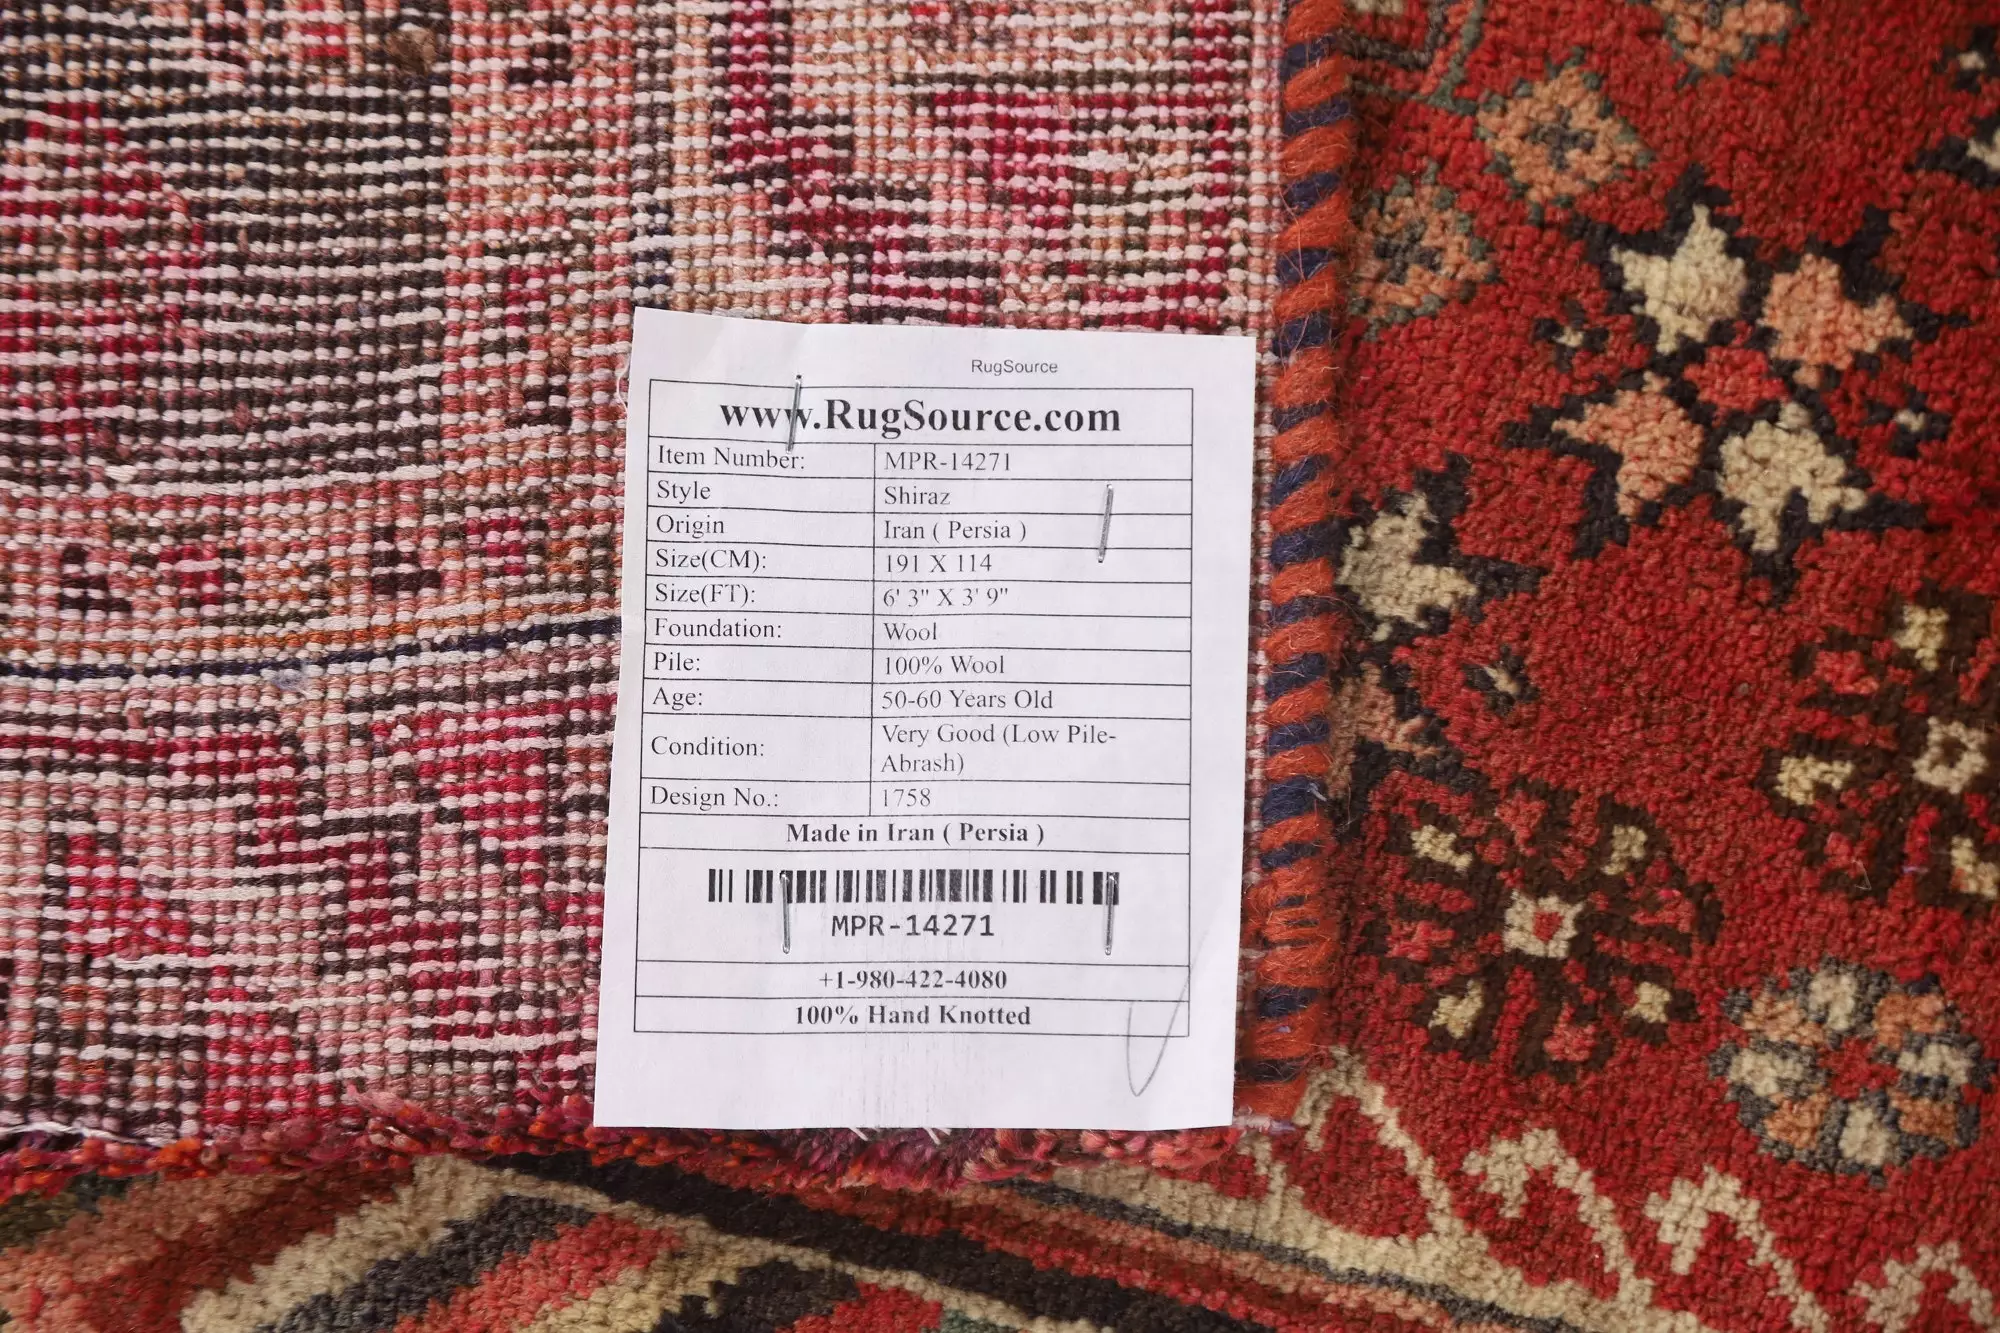 RugSource
www.RugSource.com
Item Number: MPR-14271
Style Shiraz
Origin Iran ( Persia )
Size(CM): 191 X 114
Size(FT): 6' 3" X 3' 9"
Foundation: Wool
Pile: 100% Wool
Age: 50-60 Years Old
Condition: Very Good (Low Pile-
Abrash)
Design No.: 1758
Made in Iran ( Persia )
MPR-14271
+1-980-422-4080
100% Hand Knotted